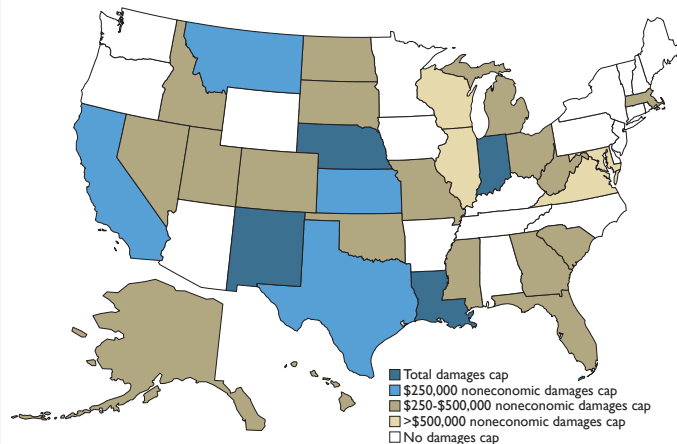 Total damages cap
$250,000 noneconomic damages cap
$250-$500,000 noneconomic damages cap
>$500,000 noneconomic damages cap
No damages cap